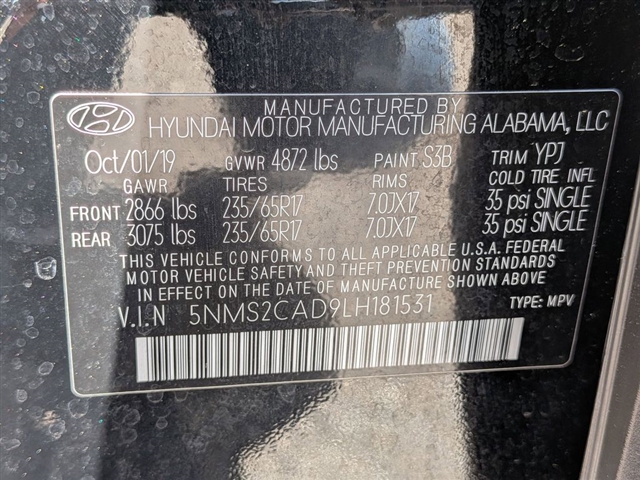 MANUFACTURED BY
HYUNDAI MOTOR MANUFACTURING ALABAMA, LLC
Oct/01/19 GVWR 4872 lbs PAINT S3B TRIM YPJ
GAWR TIRES RIMS COLD TIRE INFL
FRONT 2866 lbs 235/65R17 7.0JX17 35 psi SINGLE
REAR 3075 lbs 235/65R17 7.0JX17 35 psi SINGLE
THIS VEHICLE CONFORMS TO ALL APPLICABLE U.S.A. FEDERAL
MOTOR VEHICLE SAFETY AND THEFT PREVENTION STANDARDS
IN EFFECT ON THE DATE OF MANUFACTURE SHOWN ABOVE
V.I.N 5NMS2CAD9LH181531 TYPE: MPV